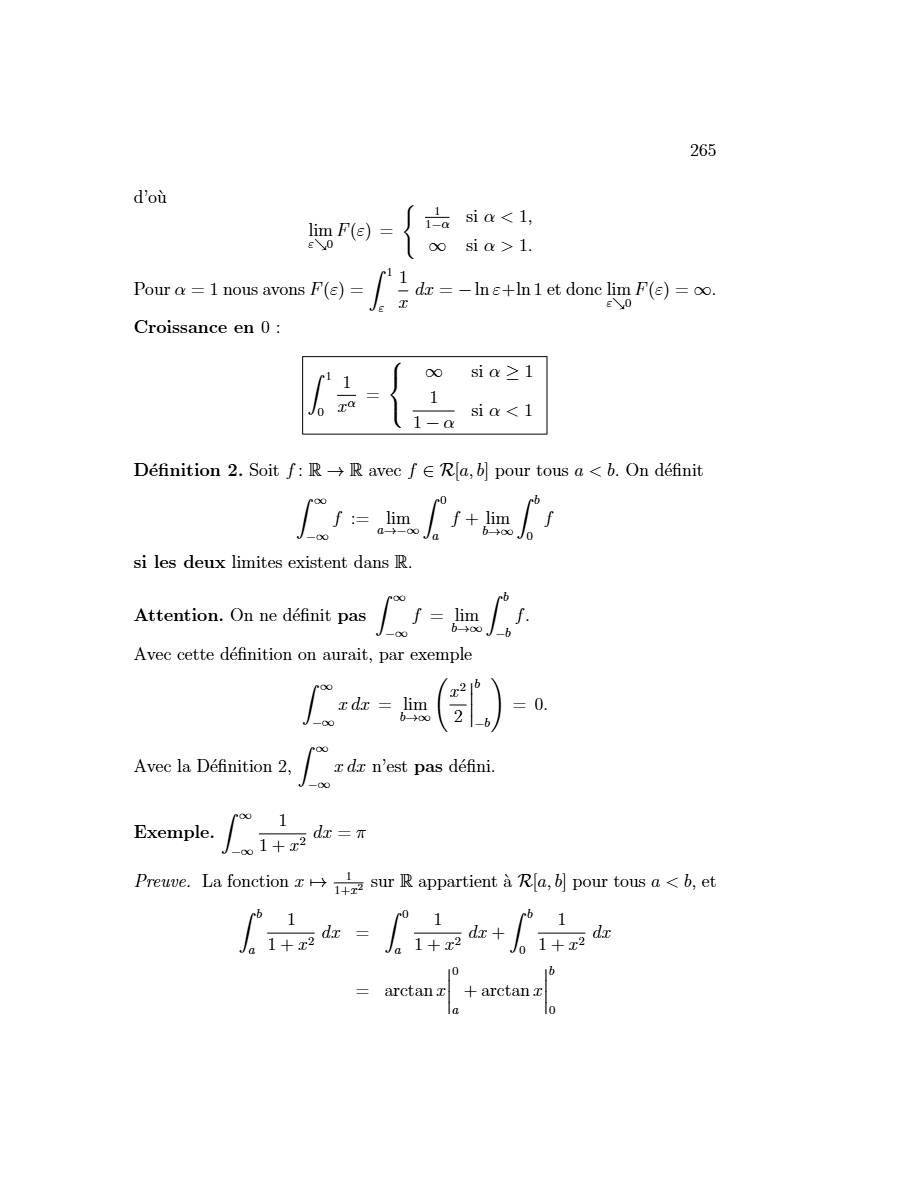 265
d'où
lim_{ε↘0} F(ε) = { 1/(1−α) si α < 1,
∞ si α > 1.
Pour α = 1 nous avons F(ε) = ∫_ε^1 1/x dx = − ln ε+ln 1 et donc lim_{ε↘0} F(ε) = ∞.
Croissance en 0 :
∫_0^1 1/x^α = { ∞ si α ≥ 1
1/(1 − α) si α < 1
Définition 2. Soit f : ℝ → ℝ avec f ∈ ℛ[a, b] pour tous a < b. On définit
∫_{−∞}^∞ f := lim_{a→−∞} ∫_a^0 f + lim_{b→∞} ∫_0^b f
si les deux limites existent dans ℝ.
Attention. On ne définit pas ∫_{−∞}^∞ f = lim_{b→∞} ∫_{−b}^b f.
Avec cette définition on aurait, par exemple
∫_{−∞}^∞ x dx = lim_{b→∞} ( x²/2 |_{−b}^b ) = 0.
Avec la Définition 2, ∫_{−∞}^∞ x dx n'est pas défini.
Exemple. ∫_{−∞}^∞ 1/(1 + x²) dx = π
Preuve. La fonction x ↦ 1/(1+x²) sur ℝ appartient à ℛ[a, b] pour tous a < b, et
∫_a^b 1/(1 + x²) dx = ∫_a^0 1/(1 + x²) dx + ∫_0^b 1/(1 + x²) dx
= arctan x |_a^0 + arctan x |_0^b